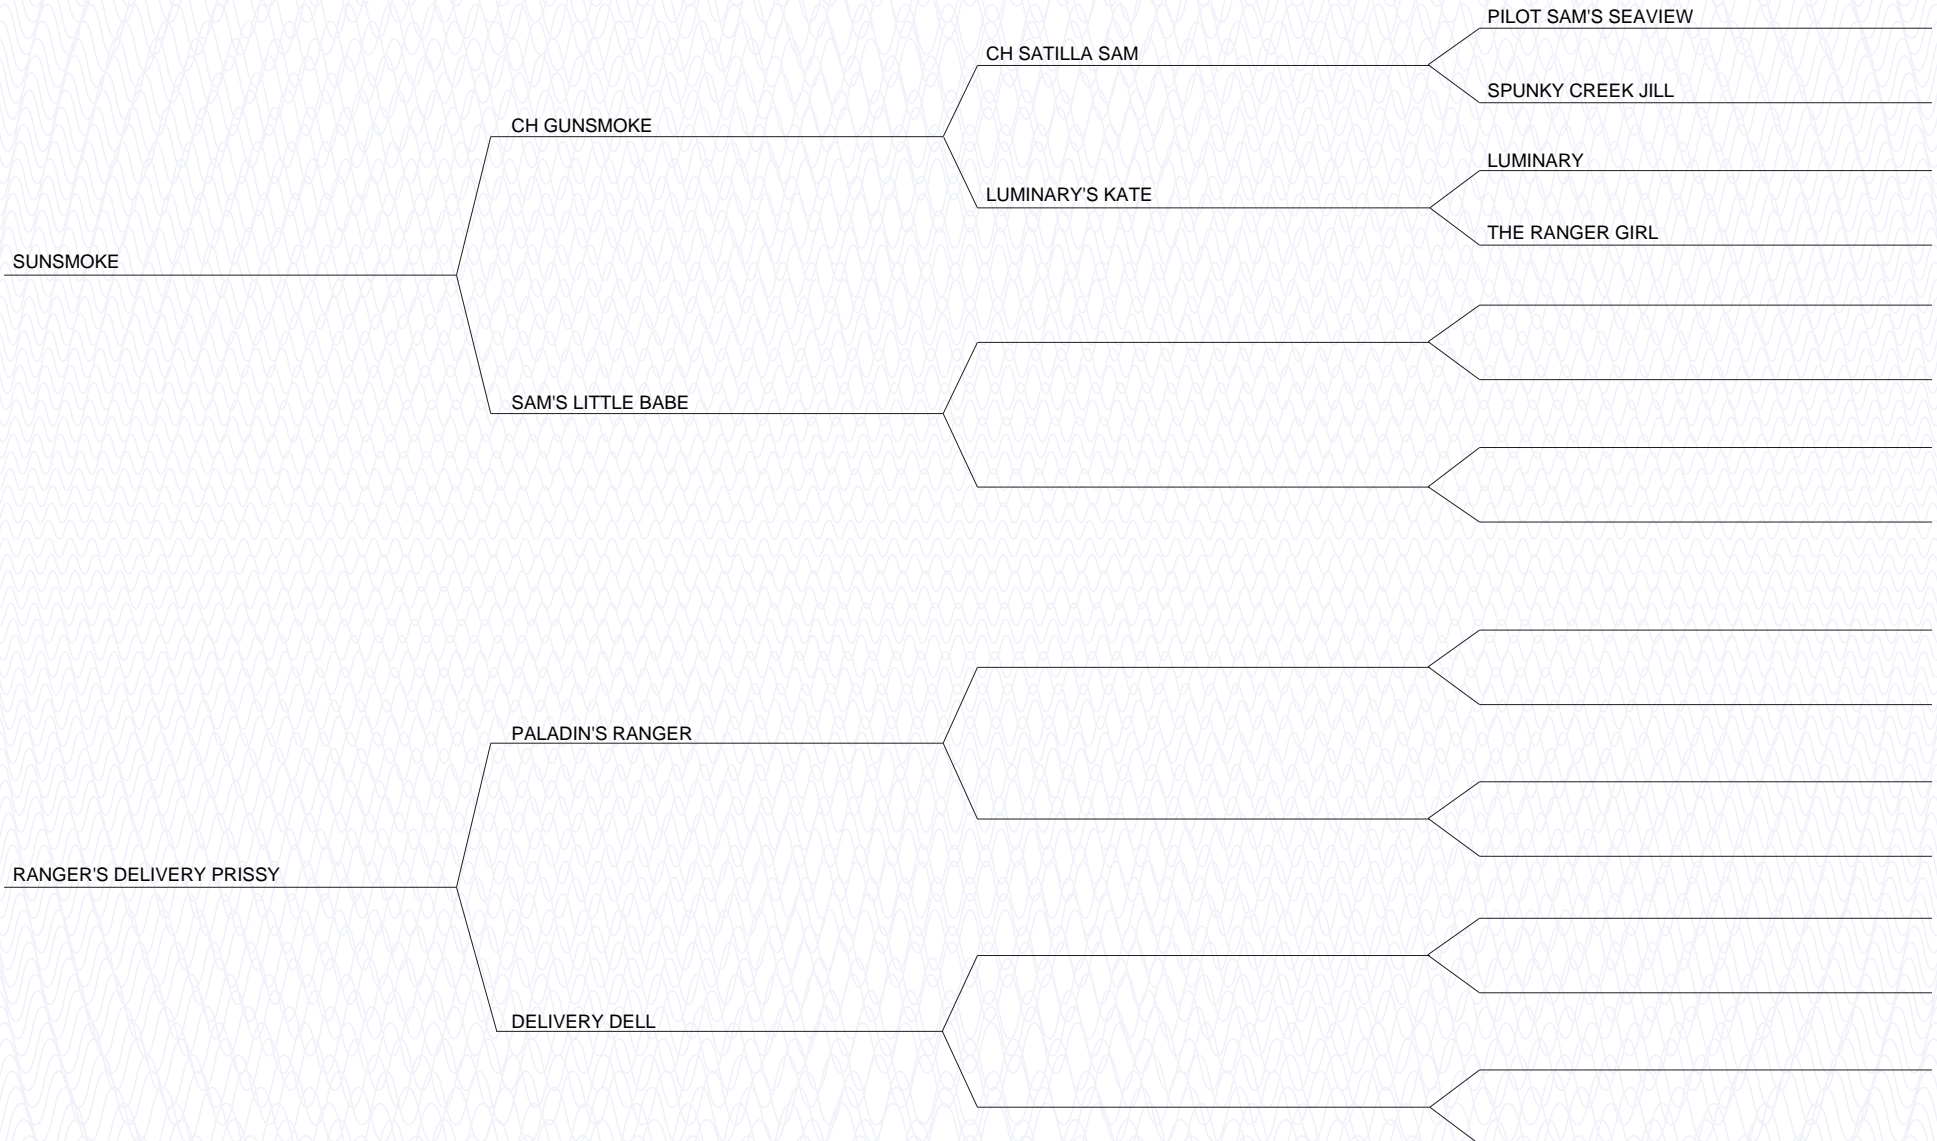 PILOT SAM'S SEAVIEW
CH SATILLA SAM
SPUNKY CREEK JILL
CH GUNSMOKE
LUMINARY
LUMINARY'S KATE
THE RANGER GIRL
SUNSMOKE
SAM'S LITTLE BABE
PALADIN'S RANGER
RANGER'S DELIVERY PRISSY
DELIVERY DELL